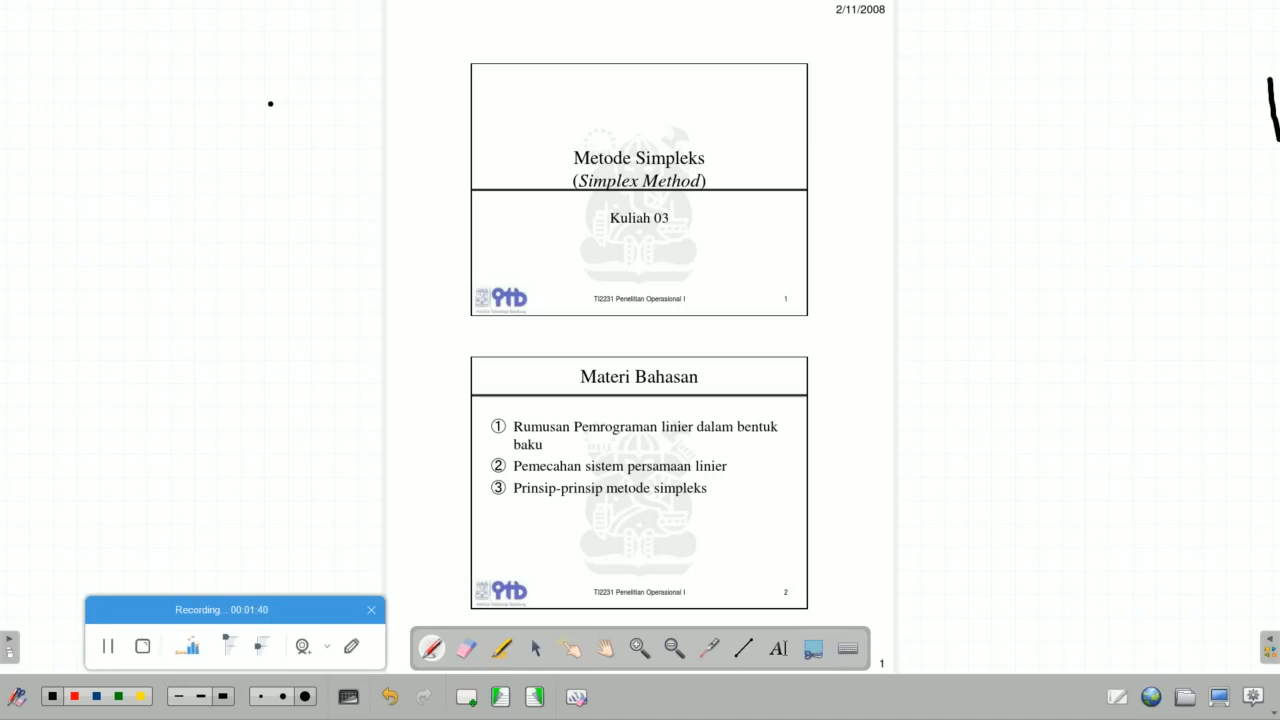 2/11/2008
Metode Simpleks
(Simplex Method)
Kuliah 03
TI2231 Penelitian Operasional I
1
Materi Bahasan
① Rumusan Pemrograman linier dalam bentuk
baku
② Pemecahan sistem persamaan linier
③ Prinsip-prinsip metode simpleks
TI2231 Penelitian Operasional I
2
Recording... 00:01:40
1